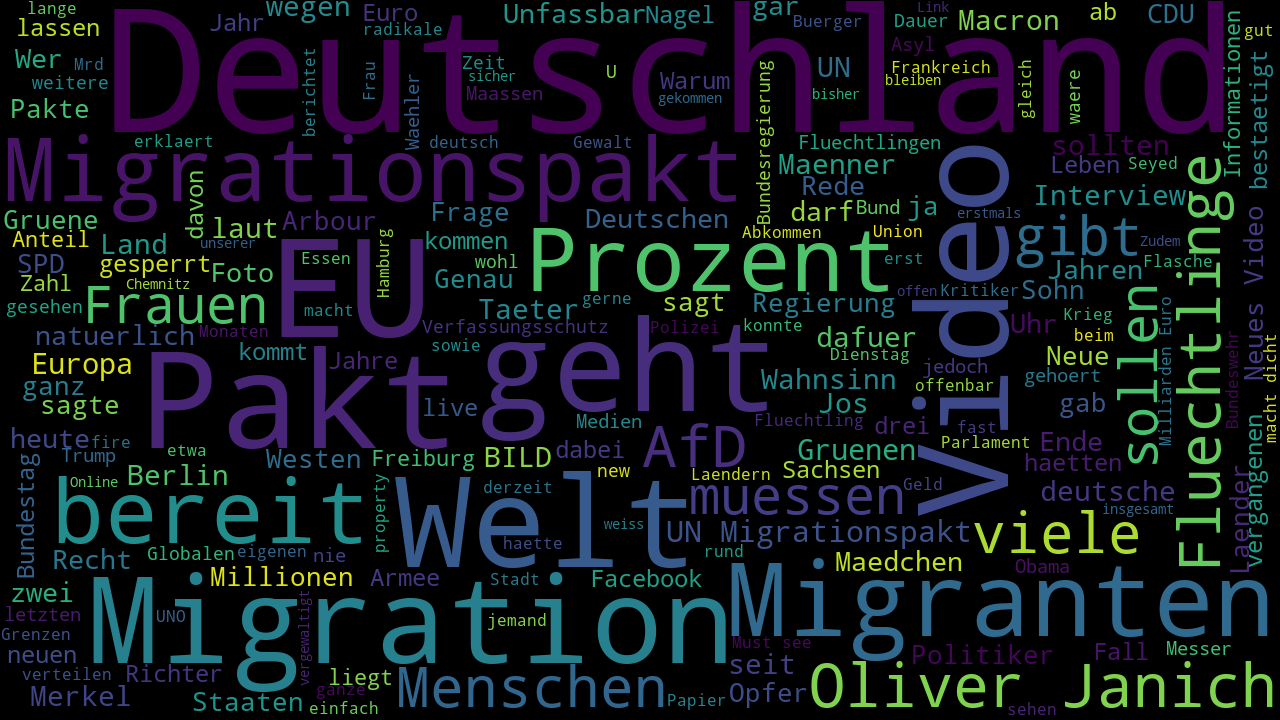 lange
wegen
Unfassbar
Nagel
gar
Link
ab
CDU
lassen
Jahr
Euro
radikale
Buerger
Dauer
Macron
gut
Deutschland
Wer
Mrd
weitere
berichtet
Frau
Waehler
Zeit
sicher
Maassen
U
Warum
gekommen
UN
bisher
Asyl
Frankreich
bleiben
gleich
waere
Informationen
bestaetigt
Pakte
erklaert
deutsch
Gewalt
Bundesregierung
Fluechtlingen
sollten
Migrationspakt
Maenner
Leben
Seyed
davon
Rede
Interview
Gruene
laut
Arbour
Frage
Deutschen
darf
Bund
ja
erstmals
Anteil
Land
unserer
Hamburg
kommen
Prozent
Abkommen
Union
Video
gibt
Zudem
SPD
gesperrt
Foto
EU
Essen
wohl
erst
Jahren
Flasche
Fluechtlinge
Neues Video
Zahl
Chemnitz
Genau
gerne
sagt
Regierung
offen
Kritiker
Sohn
gesehen
Frauen
macht
Taeter
Uhr
Krieg
sollen
Milliarden Euro
natuerlich
Monaten
Verfassungsschutz
Polizei
konnte
dafuer
beim
Bundeswehr
macht dicht
Europa
kommt
Jahre
sowie
geht
Dienstag
jedoch
Neue
ganz
Pakt
Wahnsinn
offenbar
gehoert
sagte
live
Medien
Jos
gab
heute
fire
Fluechtling
drei
fast
Trump
etwa
Westen
Freiburg
BILD
dabei
AfD
Gruenen
Parlament
Ende
Bundestag
Online
Berlin
new
Laendern
Sachsen
haetten
Laender
vergangenen
bereit
property
Welt
derzeit
muessen
Geld
deutsche
weiss
insgesamt
Recht
Globalen
eigenen
nie
haette
UN Migrationspakt
rund
viele
zwei
Millionen
Armee
Stadt
Facebook
Maedchen
Obama
letzten
UNO
Migration
vergewaltigt
jemand
Migranten
Grenzen
neuen
Must see
Politiker
Fall
Messer
verteilen
Richter
liegt
Menschen
seit
Merkel
Staaten
ganze
einfach
Papier
Opfer
Oliver Janich
sehen